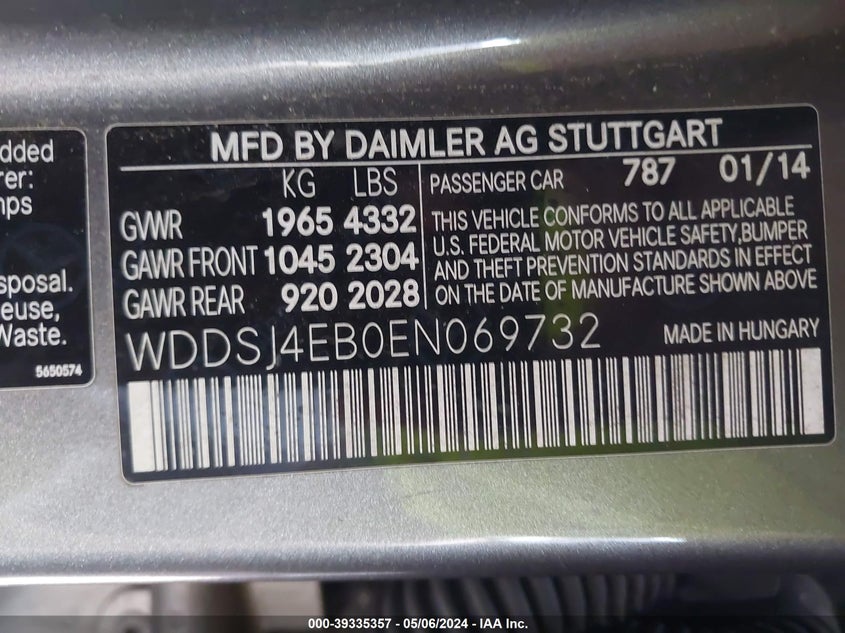 dded
rer:
mps
sposal.
euse,
Waste.
5650574
MFD BY DAIMLER AG STUTTGART
KG LBS
GVWR 1965 4332
GAWR FRONT 1045 2304
GAWR REAR 920 2028
PASSENGER CAR 787 01/14
THIS VEHICLE CONFORMS TO ALL APPLICABLE
U.S. FEDERAL MOTOR VEHICLE SAFETY,BUMPER
AND THEFT PREVENTION STANDARDS IN EFFECT
ON THE DATE OF MANUFACTURE SHOWN ABOVE
WDDSJ4EB0EN069732 MADE IN HUNGARY
000-39335357 - 05/06/2024 - IAA Inc.